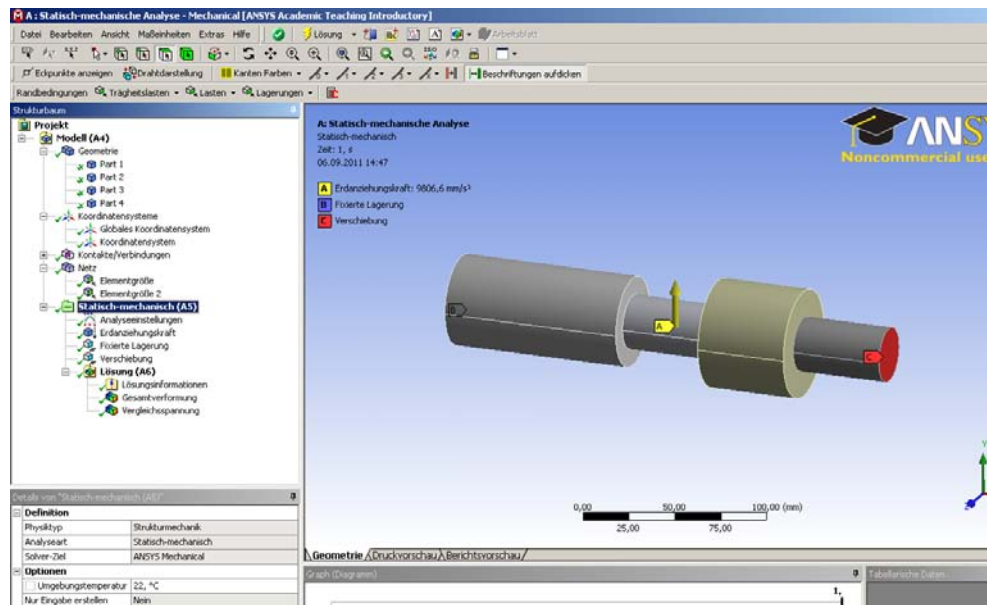 A : Statisch-mechanische Analyse - Mechanical [ANSYS Academic Teaching Introductory]
Datei Bearbeiten Ansicht Maßeinheiten Extras Hilfe Lösung Arbeitsblatt
Eckpunkte anzeigen Drahtdarstellung Kanten Farben Beschriftungen aufdicken
Randbedingungen Trägheitslasten Lasten Lagerungen
Strukturbaum
Projekt
Modell (A4)
Geometrie
Part 1
Part 2
Part 3
Part 4
Koordinatensysteme
Globales Koordinatensystem
Koordinatensystem
Kontakte/Verbindungen
Netz
Elementgröße
Elementgröße 2
Statisch-mechanisch (A5)
Analyseeinstellungen
Erdanziehungskraft
Fixierte Lagerung
Verschiebung
Lösung (A6)
Lösungsinformationen
Gesamtverformung
Vergleichsspannung
Details von "Statisch-mechanisch (A5)"
Definition
Physiktyp Strukturmechanik
Analyseart Statisch-mechanisch
Solver-Ziel ANSYS Mechanical
Optionen
Umgebungstemperatur 22, °C
Nur Eingabe erstellen Nein
A: Statisch-mechanische Analyse
Statisch-mechanisch
Zeit: 1, s
06.09.2011 14:47
A Erdanziehungskraft: 9806,6 mm/s²
B Fixierte Lagerung
C Verschiebung
ANSY
Noncommercial use
B
A
C
Y
Z
0,00 50,00 100,00 (mm)
25,00 75,00
Geometrie Druckvorschau Berichtsvorschau
Graph (Diagramm) Tabellarische Daten
1,